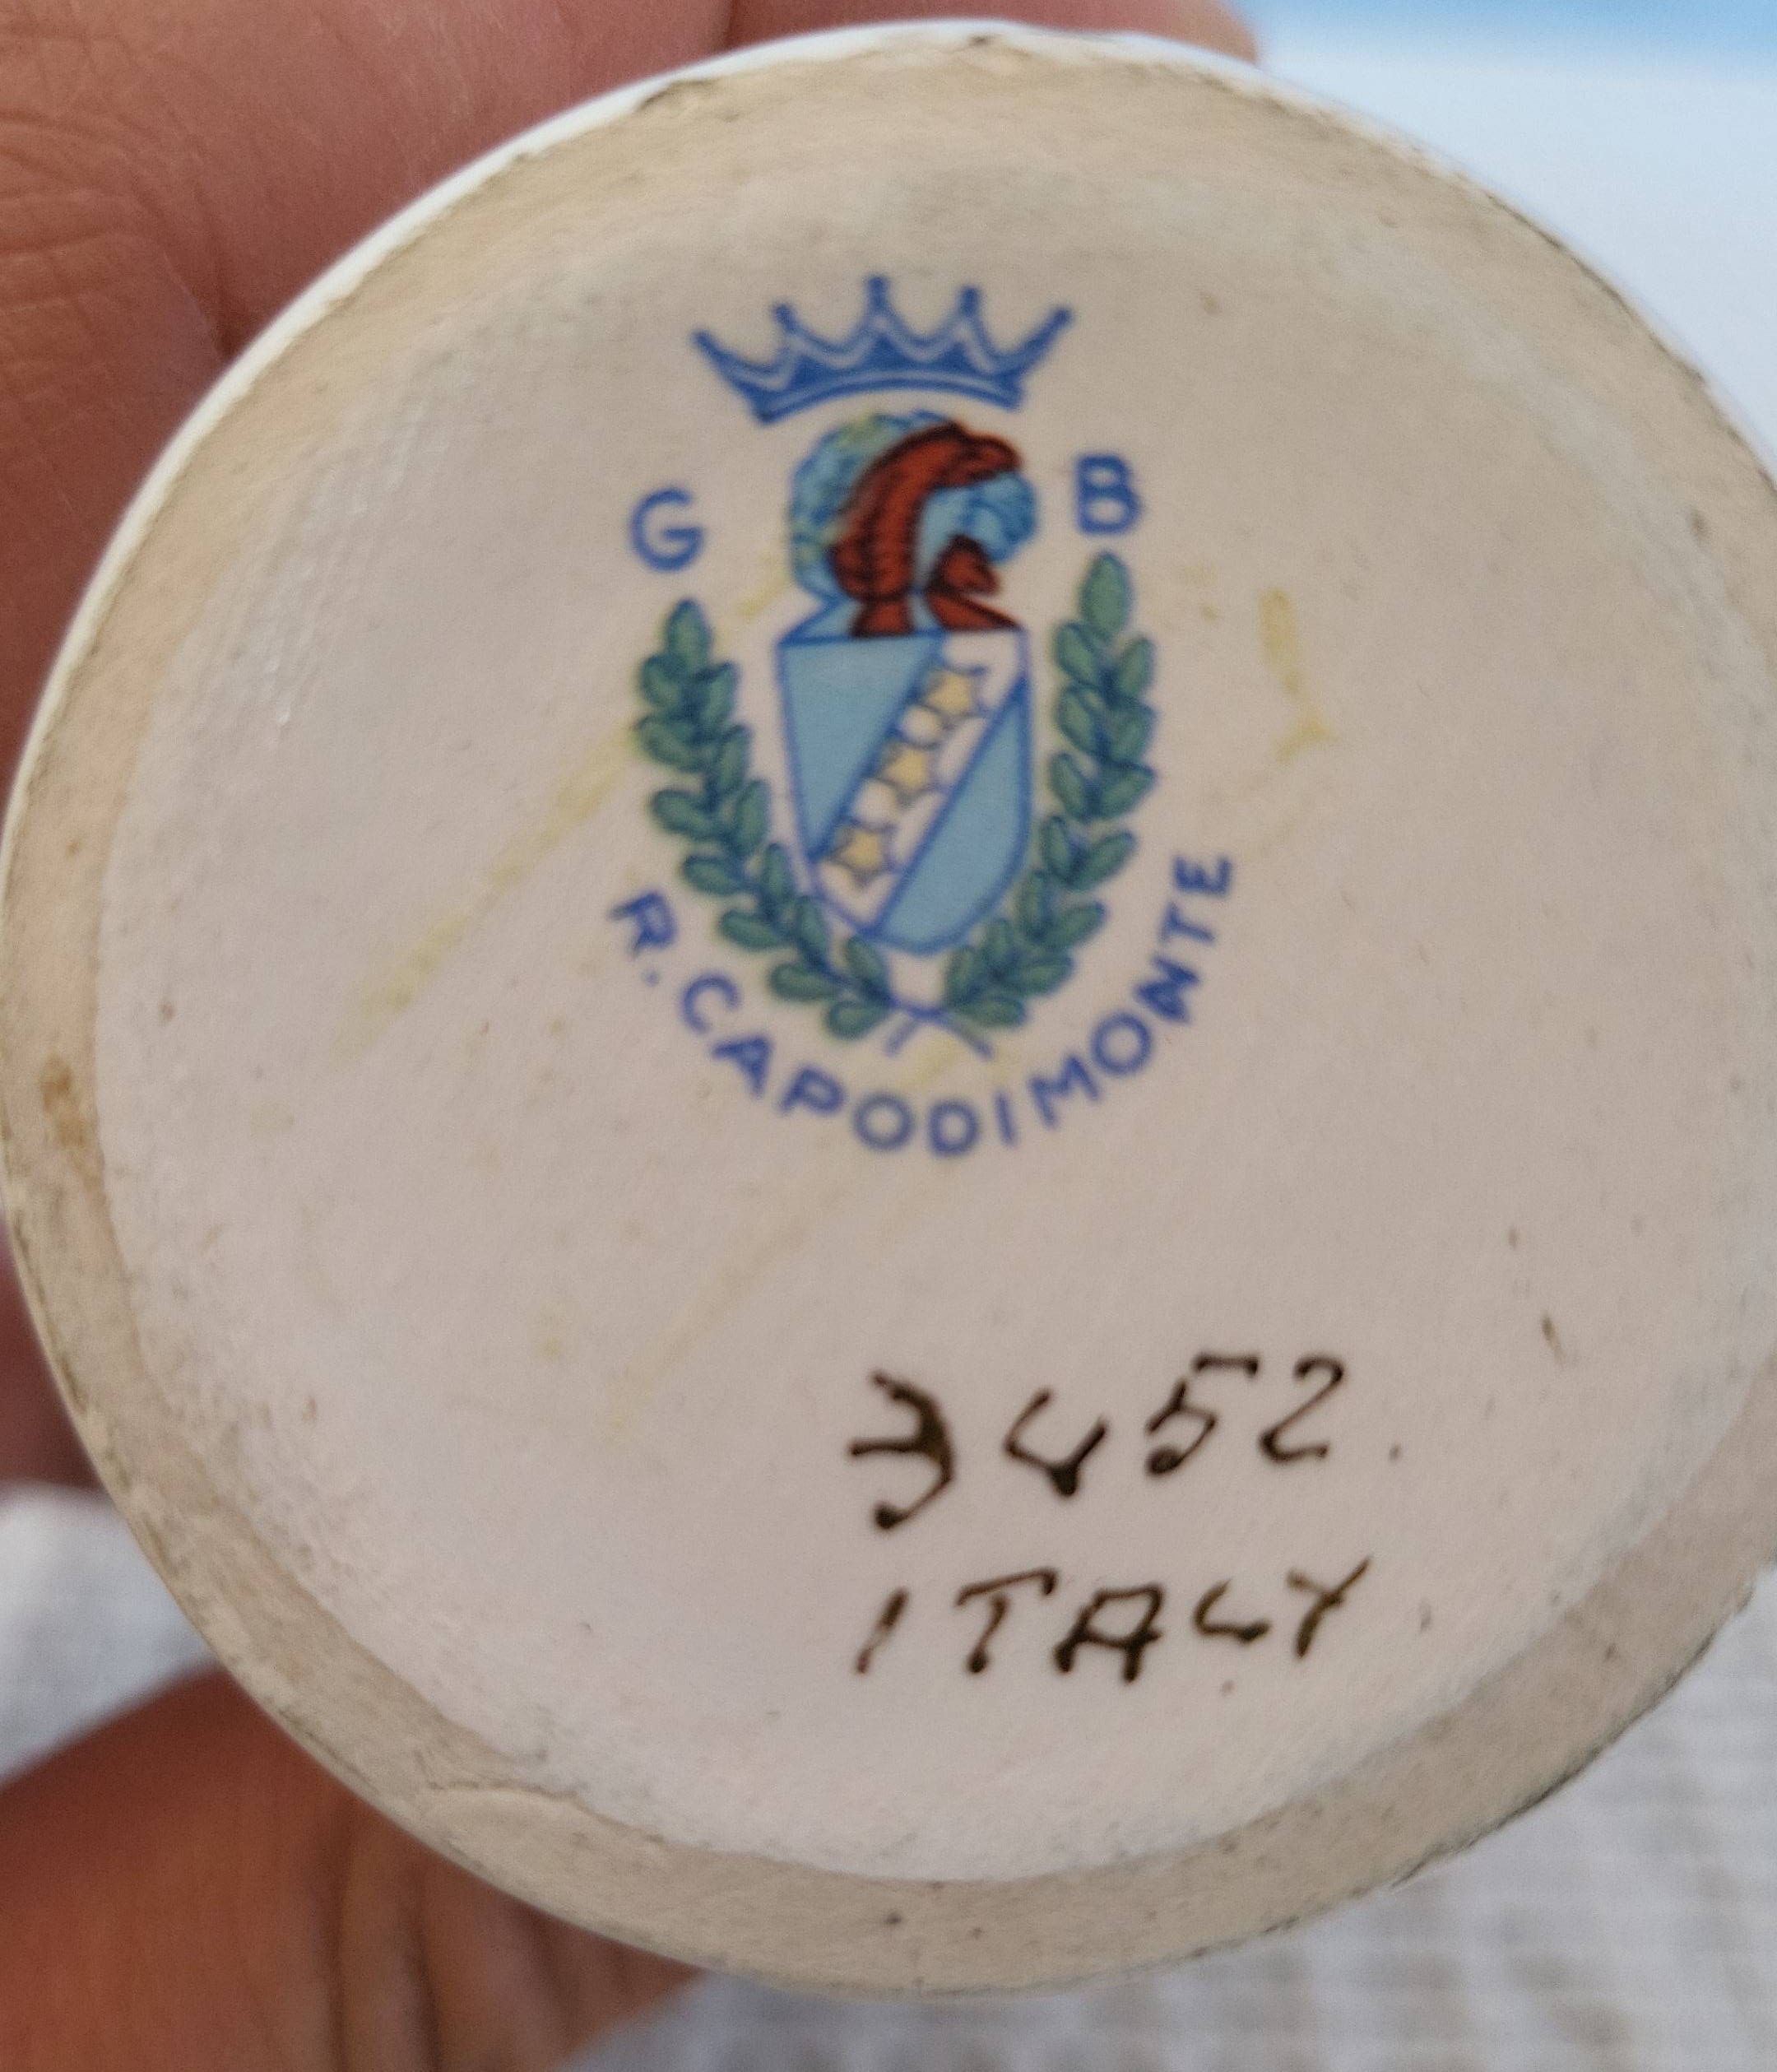 G B
R. CAPODIMONTE
3452.
ITALY